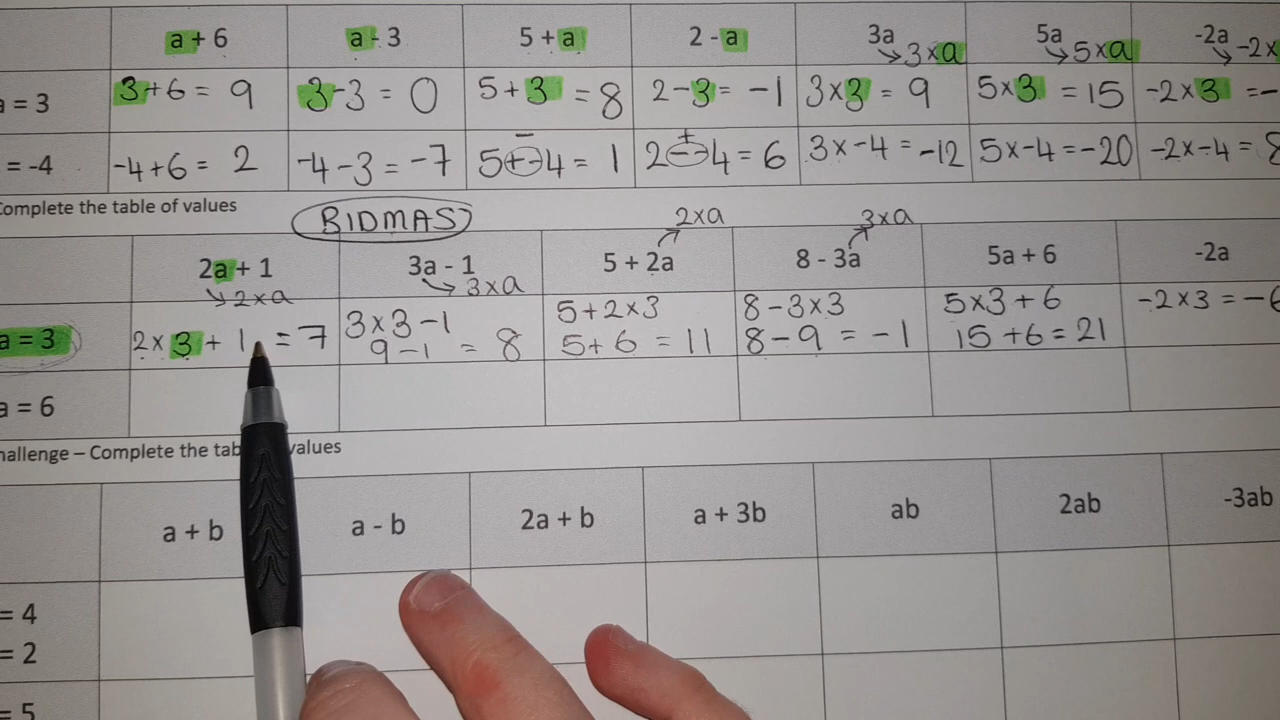 a + 6 a - 3 5 + a 2 - a 3a 5a -2a
→ 3×a → 5×a → -2×
a = 3 3+6 = 9 3-3 = 0 5+3 = 8 2-3 = -1 3×3 = 9 5×3 = 15 -2×3 = -
= -4 -4+6 = 2 -4-3 = -7 5+-4 = 1 2--4 = 6 3×-4 = -12 5×-4 = -20 -2×-4 = 8
- +
Complete the table of values BIDMAS 2×a 3×a
2a + 1 3a - 1 5 + 2a 8 - 3a 5a + 6 -2a
→ 2×a → 3×a
a = 3 2×3+1 = 7 3×3-1 5+2×3 8-3×3 5×3+6 -2×3 = -6
9-1 = 8 5+6 = 11 8-9 = -1 15+6 = 21
a = 6
hallenge – Complete the tab values
a + b a - b 2a + b a + 3b ab 2ab -3ab
= 4
= 2
= 5